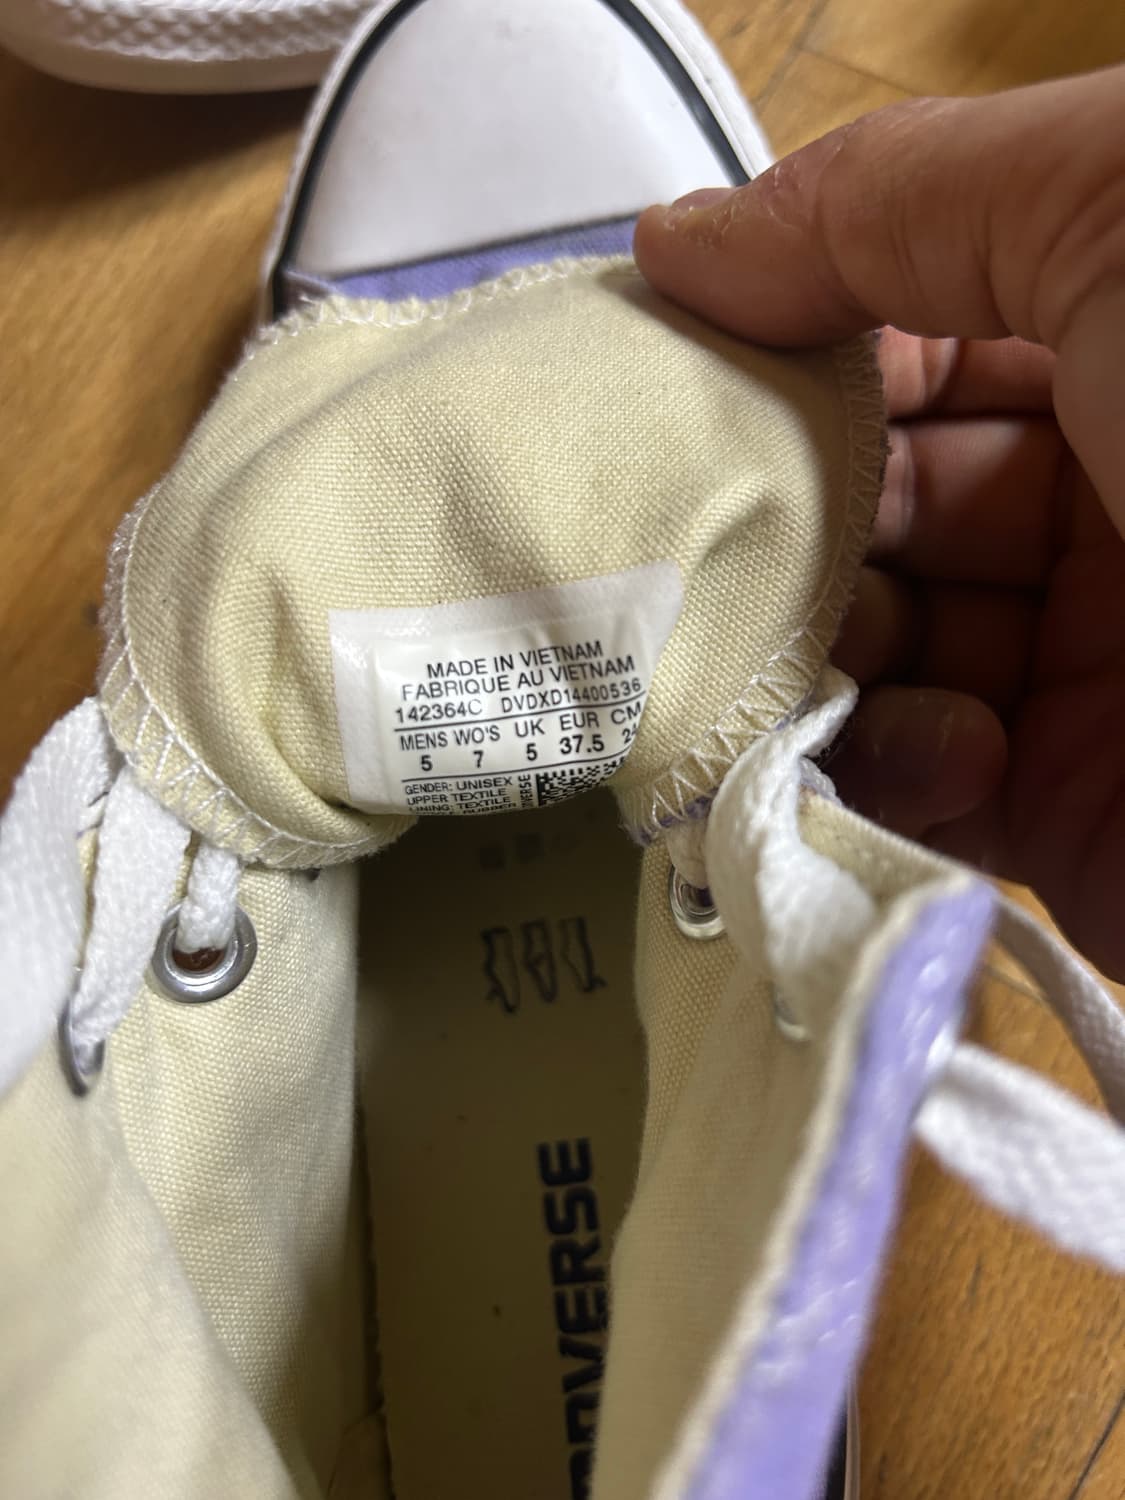 MADE IN VIETNAM
FABRIQUE AU VIETNAM
142364C DVDXD14400536
MENS WO'S UK EUR CM
5 7 5 37.5
GENDER: UNISEX
UPPER TEXTILE
LINING: TEXTILE
RUBBER
CONVERSE